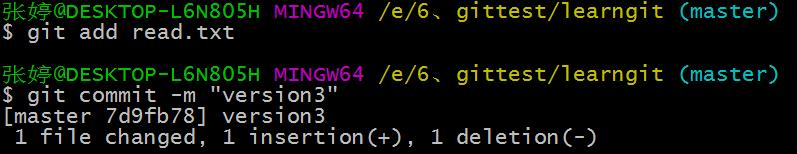 张婷@DESKTOP-L6N805H MINGW64 /e/6、gittest/learngit (master)
$ git add read.txt
张婷@DESKTOP-L6N805H MINGW64 /e/6、gittest/learngit (master)
$ git commit -m "version3"
[master 7d9fb78] version3
1 file changed, 1 insertion(+), 1 deletion(-)